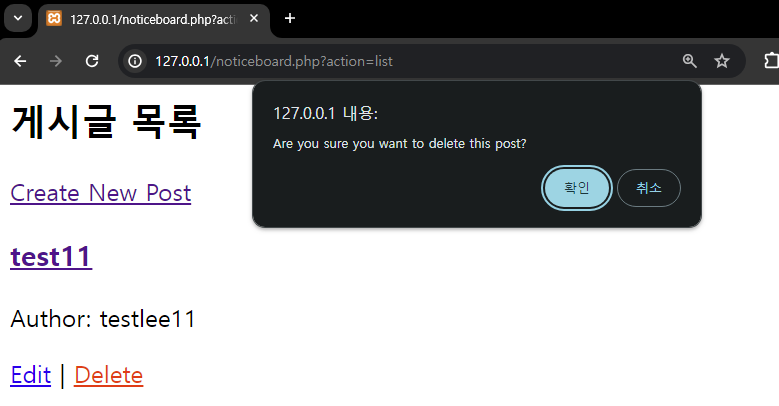 127.0.0.1/noticeboard.php?acti
127.0.0.1/noticeboard.php?action=list
127.0.0.1 내용:
Are you sure you want to delete this post?
확인 취소
게시글 목록
Create New Post
test11
Author: testlee11
Edit | Delete